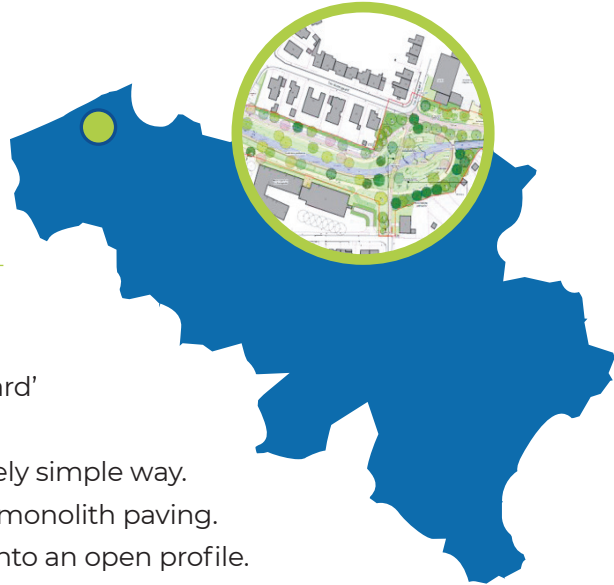 ard’
ely simple way.
monolith paving.
nto an open profile.